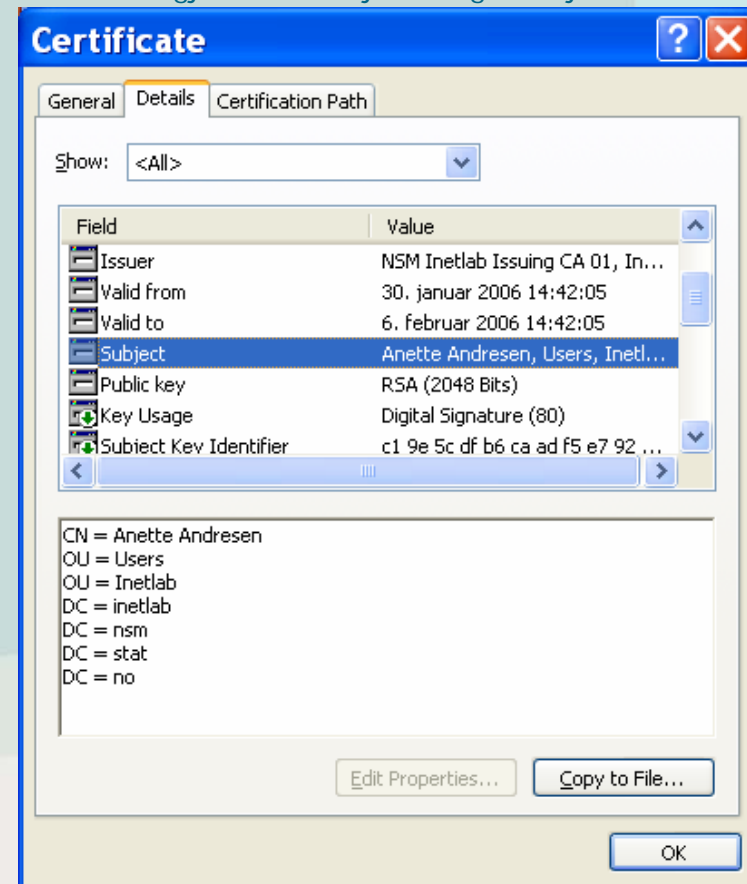 Certificate
General Details Certification Path
Show: <All>
Field Value
Issuer NSM Inetlab Issuing CA 01, In...
Valid from 30. januar 2006 14:42:05
Valid to 6. februar 2006 14:42:05
Subject Anette Andresen, Users, Inetl...
Public key RSA (2048 Bits)
Key Usage Digital Signature (80)
Subject Key Identifier c1 9e 5c df b6 ca ad f5 e7 92 ...
CN = Anette Andresen
OU = Users
OU = Inetlab
DC = inetlab
DC = nsm
DC = stat
DC = no
Edit Properties... Copy to File...
OK